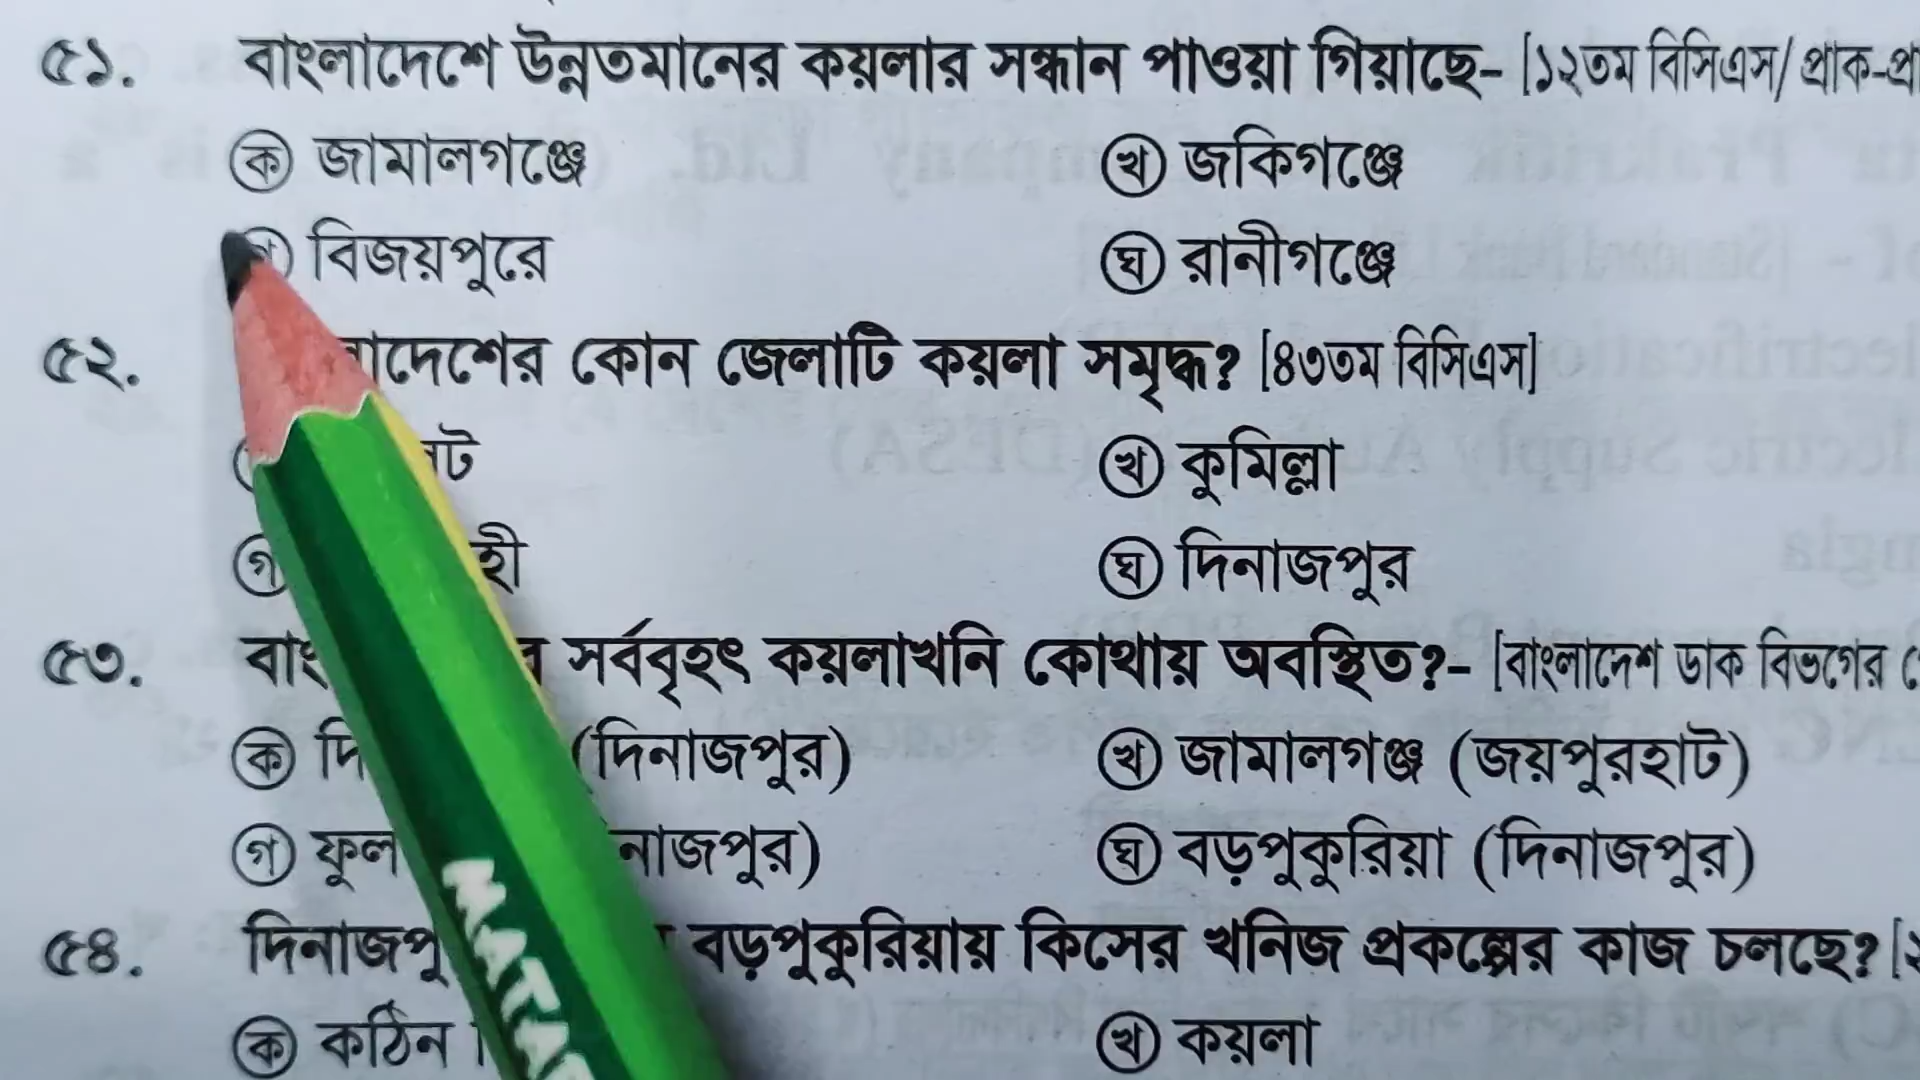 ৫১. বাংলাদেশে উন্নতমানের কয়লার সন্ধান পাওয়া গিয়াছে- [১২তম বিসিএস/ প্রাক-প্রা
ক জামালগঞ্জে খ জকিগঞ্জে
বিজয়পুরে ঘ রানীগঞ্জে
৫২. াদেশের কোন জেলাটি কয়লা সমৃদ্ধ? [৪৩তম বিসিএস]
খ কুমিল্লা
গ হী ঘ দিনাজপুর
৫৩. বাং র সর্ববৃহৎ কয়লাখনি কোথায় অবস্থিত?- [বাংলাদেশ ডাক বিভগের
ক দি (দিনাজপুর) খ জামালগঞ্জ (জয়পুরহাট)
গ ফুল নাজপুর) ঘ বড়পুকুরিয়া (দিনাজপুর)
৫৪. দিনাজপু বড়পুকুরিয়ায় কিসের খনিজ প্রকল্পের কাজ চলছে?
ক কঠিন খ কয়লা
MATA